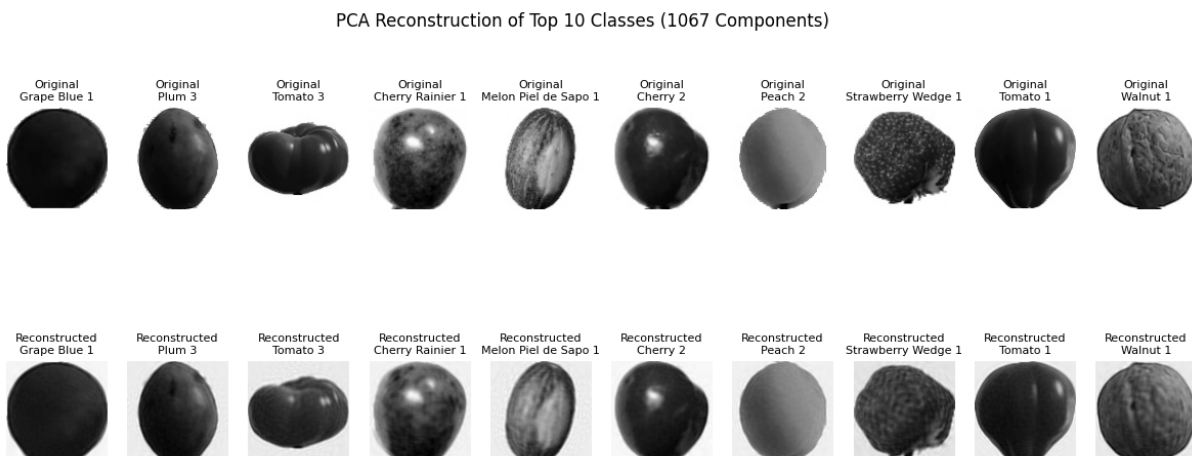 PCA Reconstruction of Top 10 Classes (1067 Components)
Original
Grape Blue 1
Original
Plum 3
Original
Tomato 3
Original
Cherry Rainier 1
Original
Melon Piel de Sapo 1
Original
Cherry 2
Original
Peach 2
Original
Strawberry Wedge 1
Original
Tomato 1
Original
Walnut 1
Reconstructed
Grape Blue 1
Reconstructed
Plum 3
Reconstructed
Tomato 3
Reconstructed
Cherry Rainier 1
Reconstructed
Melon Piel de Sapo 1
Reconstructed
Cherry 2
Reconstructed
Peach 2
Reconstructed
Strawberry Wedge 1
Reconstructed
Tomato 1
Reconstructed
Walnut 1